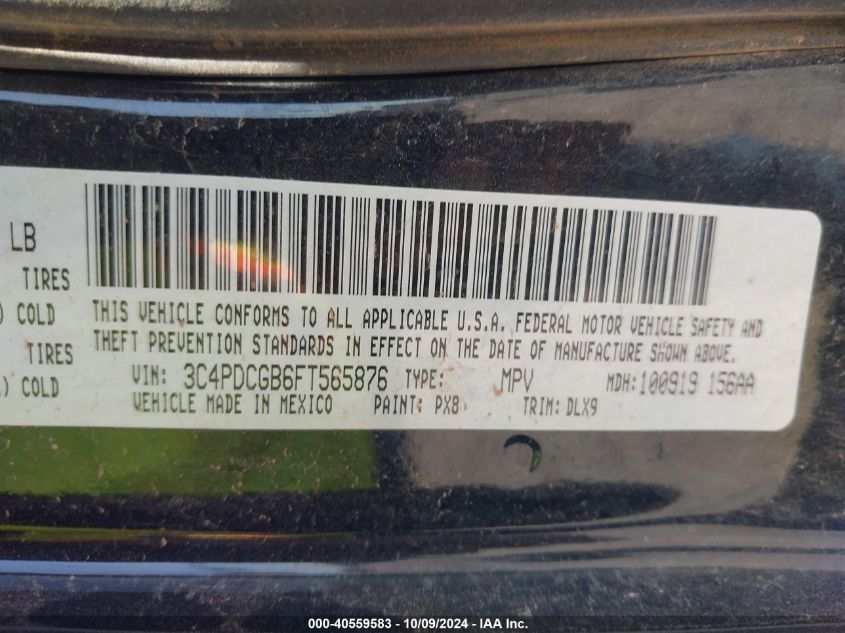 LB
TIRES
) COLD
TIRES
) COLD
THIS VEHICLE CONFORMS TO ALL APPLICABLE U.S.A. FEDERAL MOTOR VEHICLE SAFETY AND
THEFT PREVENTION STANDARDS IN EFFECT ON THE DATE OF MANUFACTURE SHOWN ABOVE.
VIN: 3C4PDCGB6FT565876 TYPE: MPV MDH:100919 156AA
VEHICLE MADE IN MEXICO PAINT: PX8 TRIM: DLX9
000-40559583 - 10/09/2024 - IAA Inc.